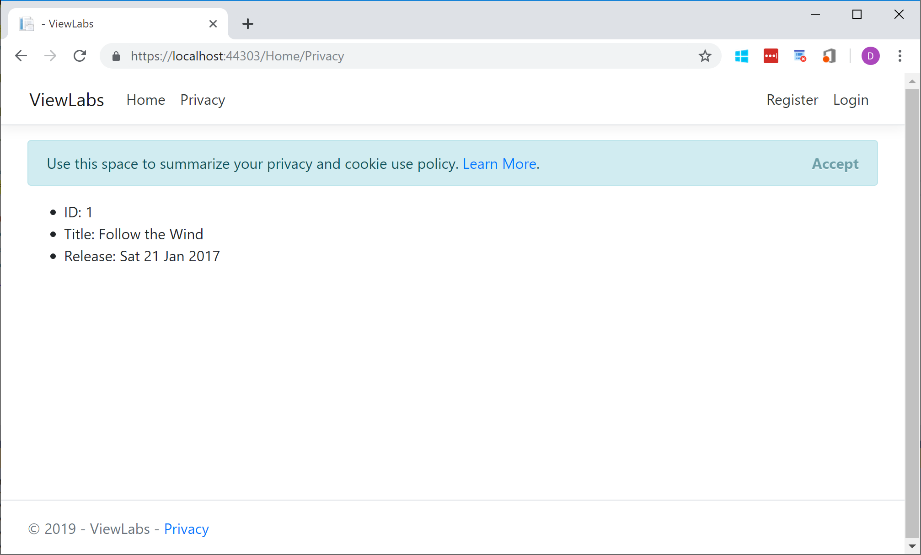 - ViewLabs
https://localhost:44303/Home/Privacy
D
ViewLabs Home Privacy Register Login
Use this space to summarize your privacy and cookie use policy. Learn More. Accept
• ID: 1
• Title: Follow the Wind
• Release: Sat 21 Jan 2017
© 2019 - ViewLabs - Privacy